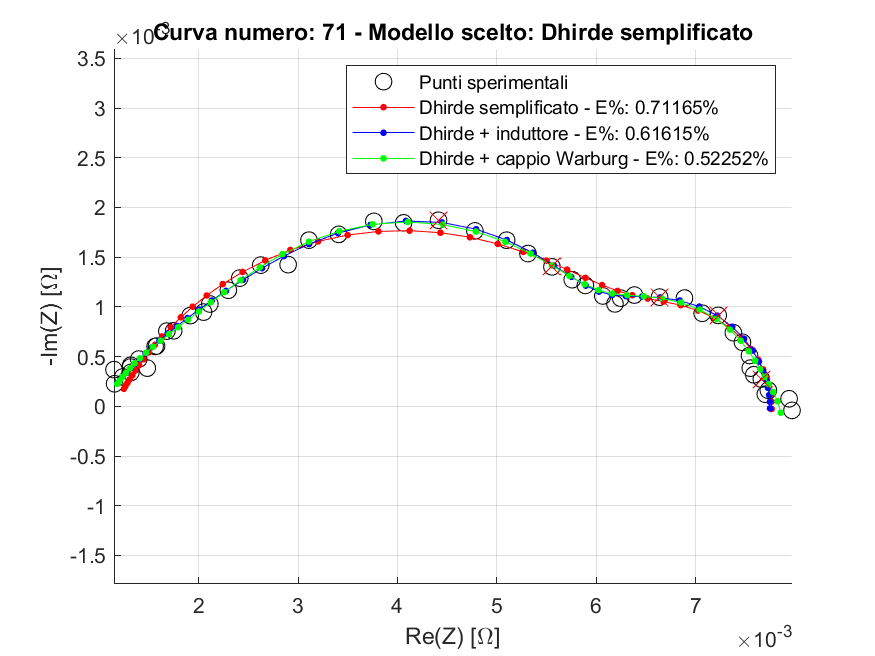 Curva numero: 71 - Modello scelto: Dhirde semplificato
×10-3
3.5
3
2.5
2
1.5
1
0.5
0
-0.5
-1
-1.5
-Im(Z) [Ω]
Punti sperimentali
Dhirde semplificato - E%: 0.71165%
Dhirde + induttore - E%: 0.61615%
Dhirde + cappio Warburg - E%: 0.52252%
2 3 4 5 6 7
Re(Z) [Ω]
×10-3